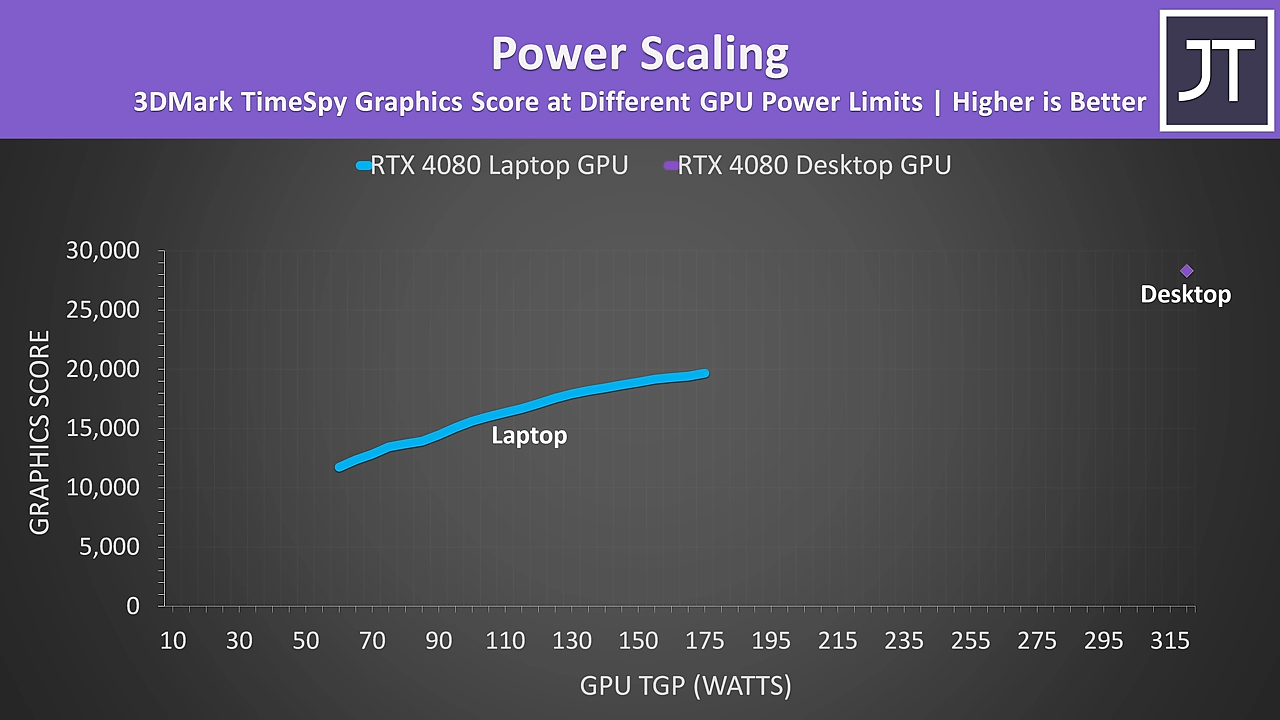 Power Scaling
3DMark TimeSpy Graphics Score at Different GPU Power Limits | Higher is Better
JT
RTX 4080 Laptop GPU
RTX 4080 Desktop GPU
30,000
25,000
20,000
15,000
10,000
5,000
0
GRAPHICS SCORE
Desktop
Laptop
10 30 50 70 90 110 130 150 175 195 215 235 255 275 295 315
GPU TGP (WATTS)